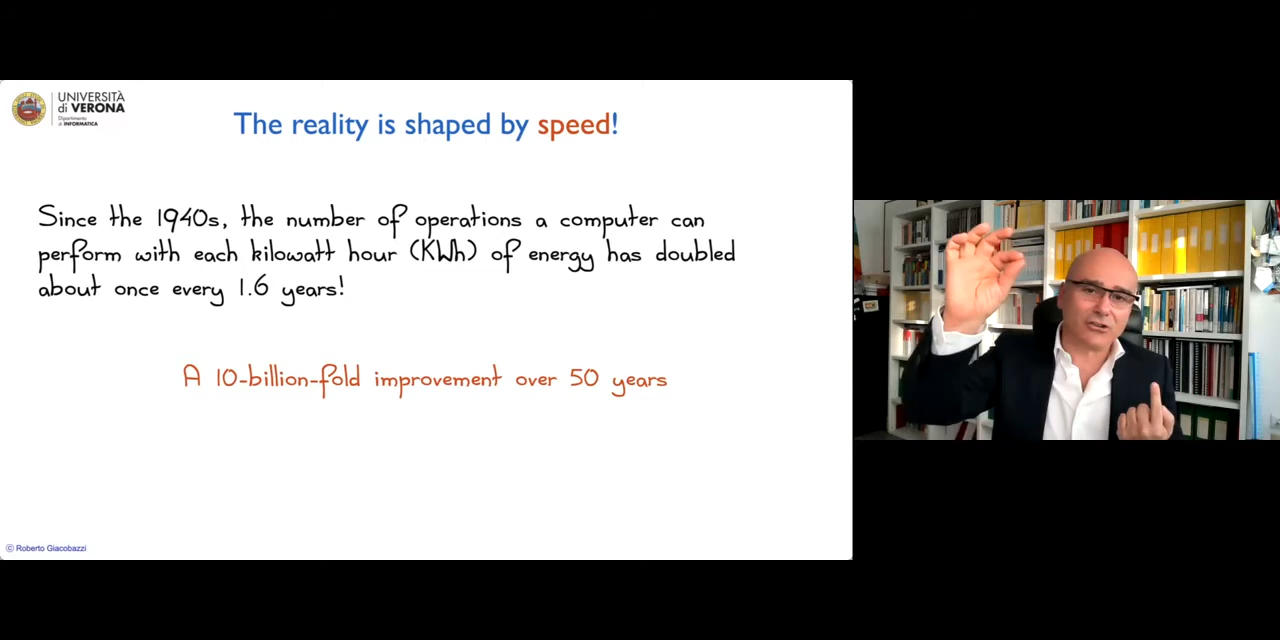 UNIVERSITÀ
di VERONA
Dipartimento
di INFORMATICA
The reality is shaped by speed!
Since the 1940s, the number of operations a computer can
perform with each kilowatt hour (KWh) of energy has doubled
about once every 1.6 years!
A 10-billion-fold improvement over 50 years
© Roberto Giacobazzi